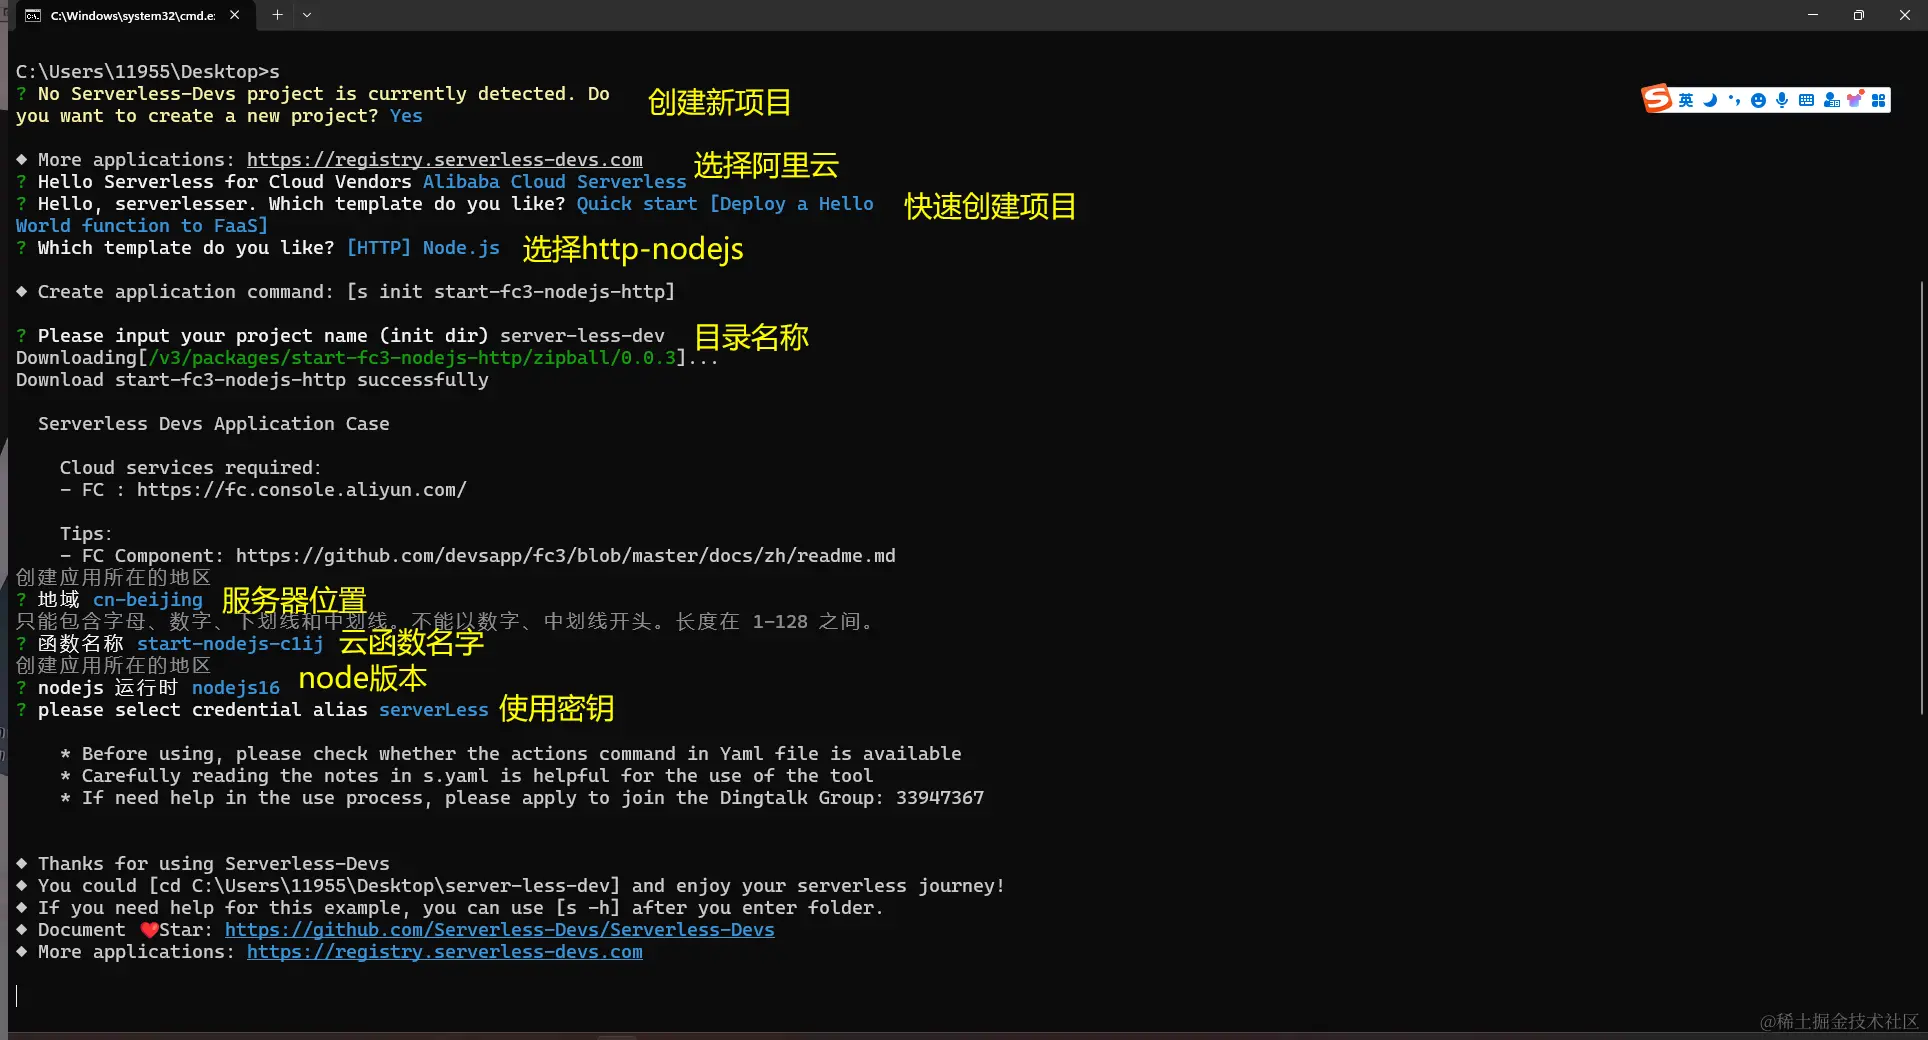 C:\Windows\system32\cmd.e:
C:\Users\11955\Desktop>s
? No Serverless-Devs project is currently detected. Do
you want to create a new project? Yes
创建新项目
英
◆ More applications: https://registry.serverless-devs.com
选择阿里云
? Hello Serverless for Cloud Vendors Alibaba Cloud Serverless
? Hello, serverlesser. Which template do you like? Quick start [Deploy a Hello
World function to FaaS]
快速创建项目
? Which template do you like? [HTTP] Node.js
选择http-nodejs
◆ Create application command: [s init start-fc3-nodejs-http]
? Please input your project name (init dir) server-less-dev
目录名称
Downloading[/v3/packages/start-fc3-nodejs-http/zipball/0.0.3]...
Download start-fc3-nodejs-http successfully
Serverless Devs Application Case
Cloud services required:
- FC : https://fc.console.aliyun.com/
Tips:
- FC Component: https://github.com/devsapp/fc3/blob/master/docs/zh/readme.md
创建应用所在的地区
? 地域 cn-beijing
服务器位置
只能包含字母、数字、下划线和中划线。不能以数字、中划线开头。长度在 1-128 之间。
? 函数名称 start-nodejs-c1ij
云函数名字
创建应用所在的地区
? nodejs 运行时 nodejs16
node版本
? please select credential alias serverLess
使用密钥
* Before using, please check whether the actions command in Yaml file is available
* Carefully reading the notes in s.yaml is helpful for the use of the tool
* If need help in the use process, please apply to join the Dingtalk Group: 33947367
◆ Thanks for using Serverless-Devs
◆ You could [cd C:\Users\11955\Desktop\server-less-dev] and enjoy your serverless journey!
◆ If you need help for this example, you can use [s -h] after you enter folder.
◆ Document ❤Star: https://github.com/Serverless-Devs/Serverless-Devs
◆ More applications: https://registry.serverless-devs.com
@稀土掘金技术社区